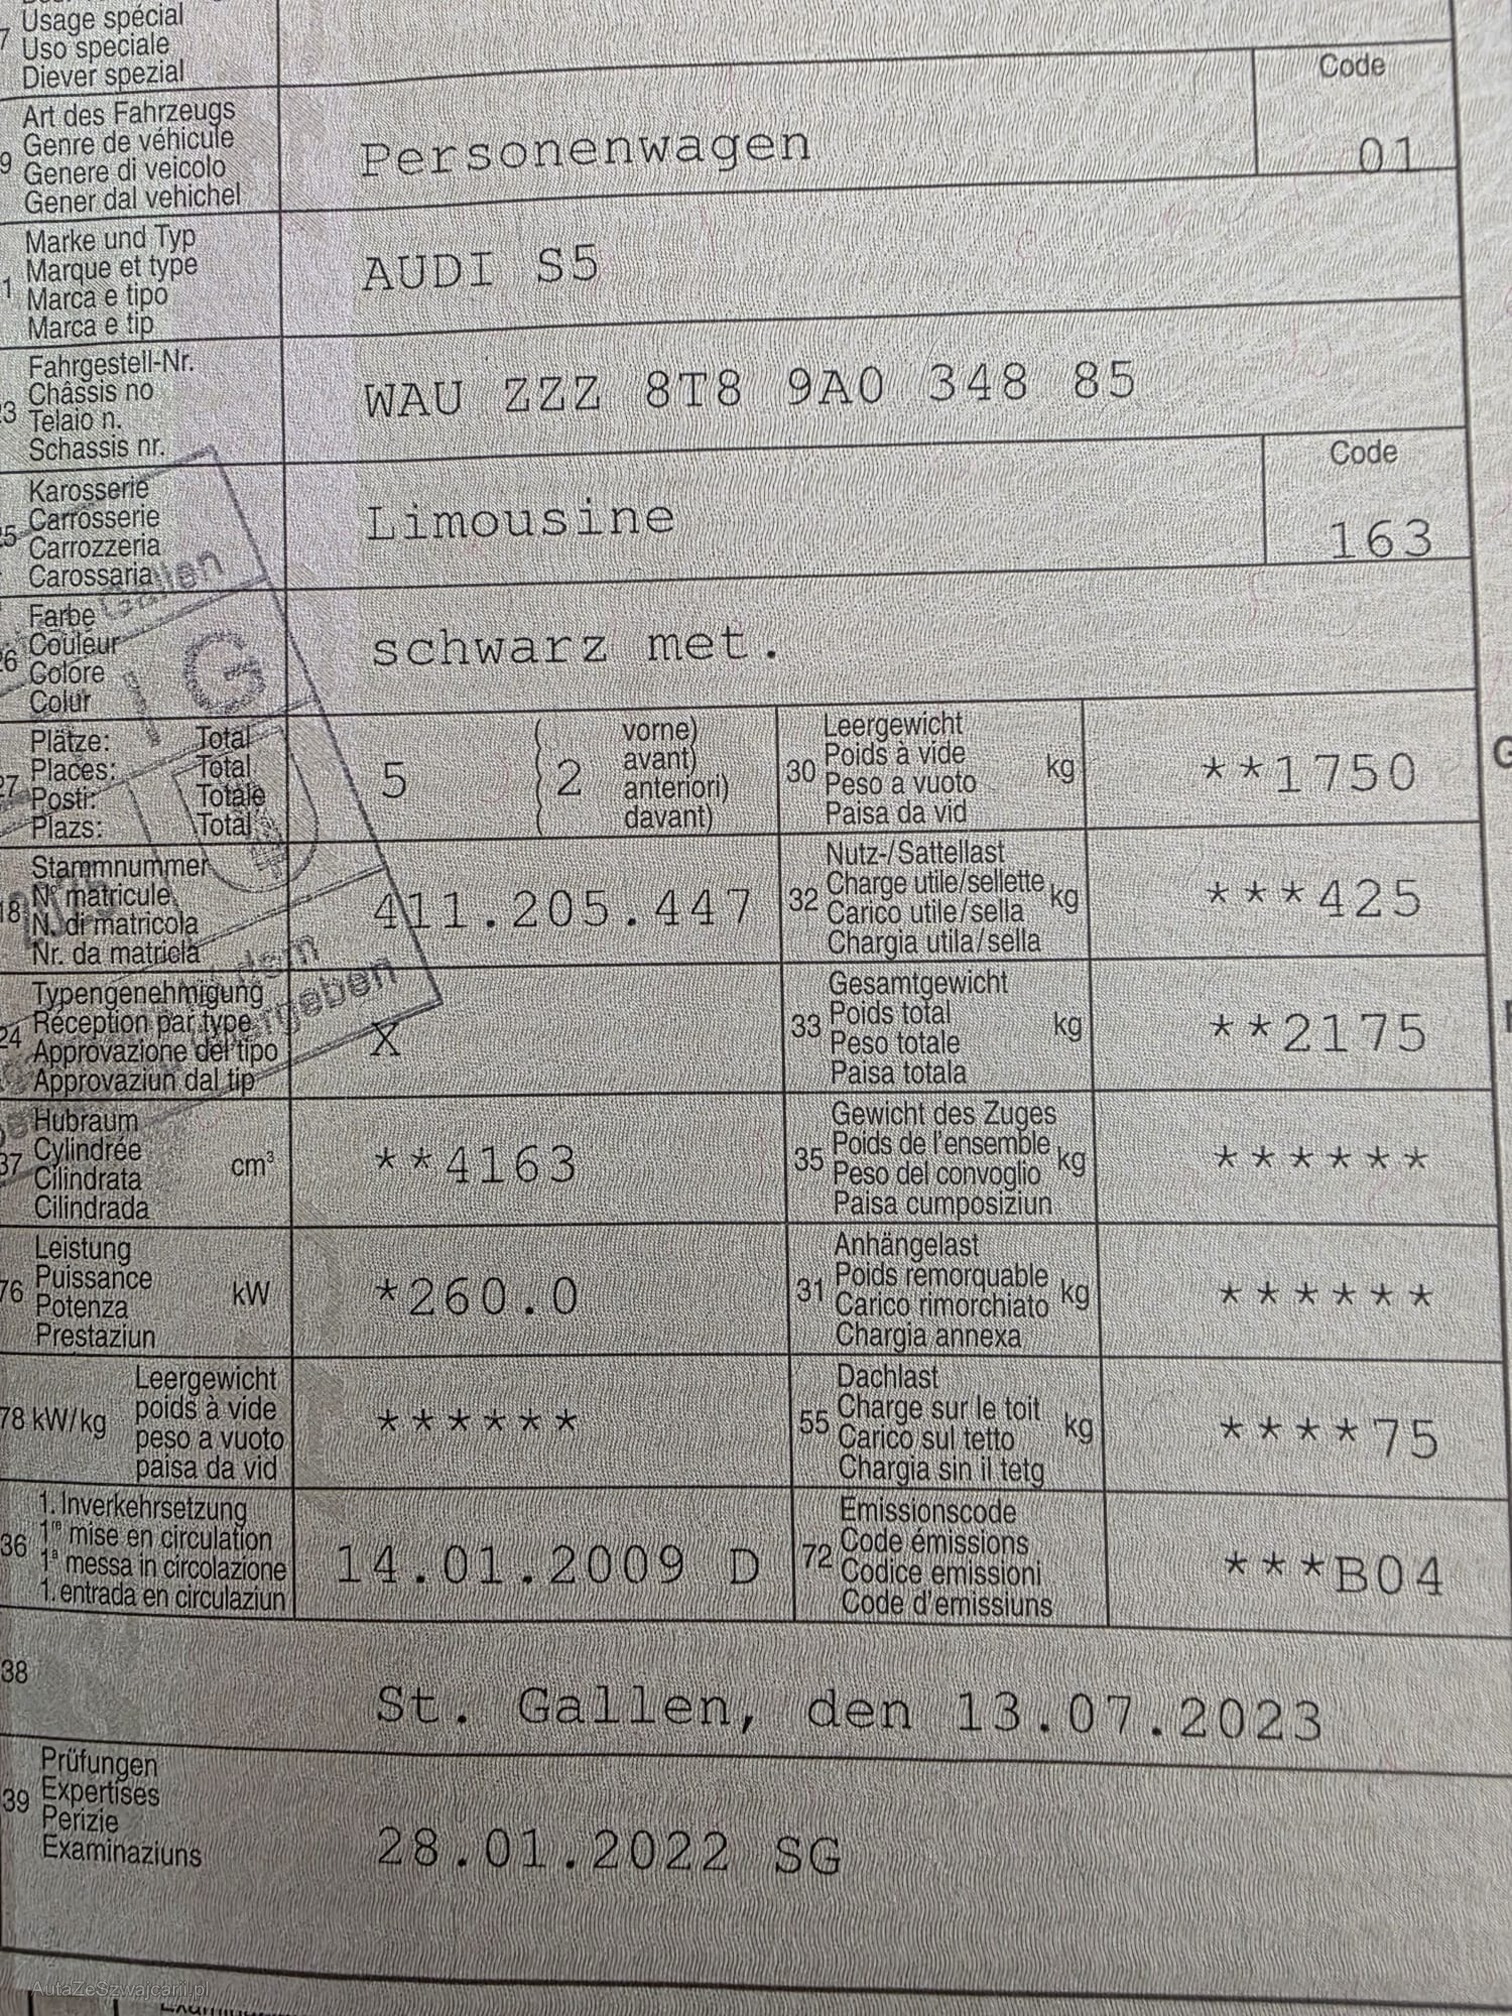 Usage spécial
Uso speciale
Diever spezial
Art des Fahrzeugs
Genre de véhicule
Genere di veicolo
Gener dal vehichel
Personenwagen
Code
01
Marke und Typ
Marque et type
Marca e tipo
Marca e tip
AUDI S5
Fahrgestell-Nr.
Châssis no
Telaio n.
Schassis nr.
WAU ZZZ 8T8 9A0 348 85
Karosserie
Carrosserie
Carrozzeria
Carossaria
Limousine
Code
163
Farbe
Couleur
Colore
Colur
schwarz met.
Plätze: Total
Places: Total
Posti: Totale
Plazs: Total
5 (2
vorne)
avant)
anteriori)
davant)
30
Leergewicht
Poids à vide
Peso a vuoto
Paisa da vid
kg
**1750
18
Stammnummer
N° matricule
N. di matricola
Nr. da matricla
411.205.447
32
Nutz-/Sattellast
Charge utile/sellette
Carico utile/sella
Chargia utila/sella
kg
***425
24
Typengenehmigung
Réception par type
Approvazione del tipo
Approvaziun dal tip
X
33
Gesamtgewicht
Poids total
Peso totale
Paisa totala
kg
**2175
37
Hubraum
Cylindrée
Cilindrata
Cilindrada
cm³
**4163
35
Gewicht des Zuges
Poids de l'ensemble
Peso del convoglio
Paisa cumposiziun
kg
******
76
Leistung
Puissance
Potenza
Prestaziun
kW
*260.0
31
Anhängelast
Poids remorquable
Carico rimorchiato
Chargia annexa
kg
******
78 kW/kg
Leergewicht
poids à vide
peso a vuoto
paisa da vid
******
55
Dachlast
Charge sur le toit
Carico sul tetto
Chargia sin il tetg
kg
****75
36
1. Inverkehrsetzung
1re mise en circulation
1a messa in circolazione
1. entrada en circulaziun
14.01.2009 D
72
Emissionscode
Code émissions
Codice emissioni
Code d'emissiuns
***B04
38
St. Gallen, den 13.07.2023
39
Prüfungen
Expertises
Perizie
Examinaziuns
28.01.2022 SG
AutaZeSzwajcarii.pl